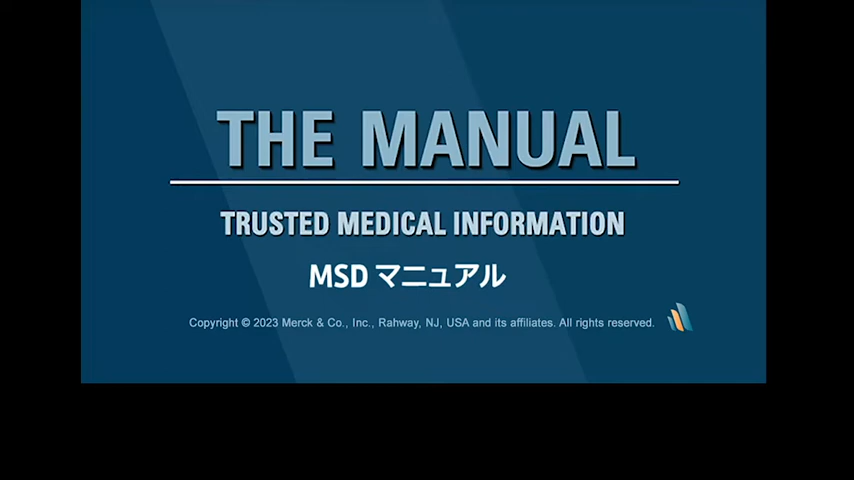 THE MANUAL
TRUSTED MEDICAL INFORMATION
MSD マニュアル
Copyright © 2023 Merck & Co., Inc., Rahway, NJ, USA and its affiliates. All rights reserved.